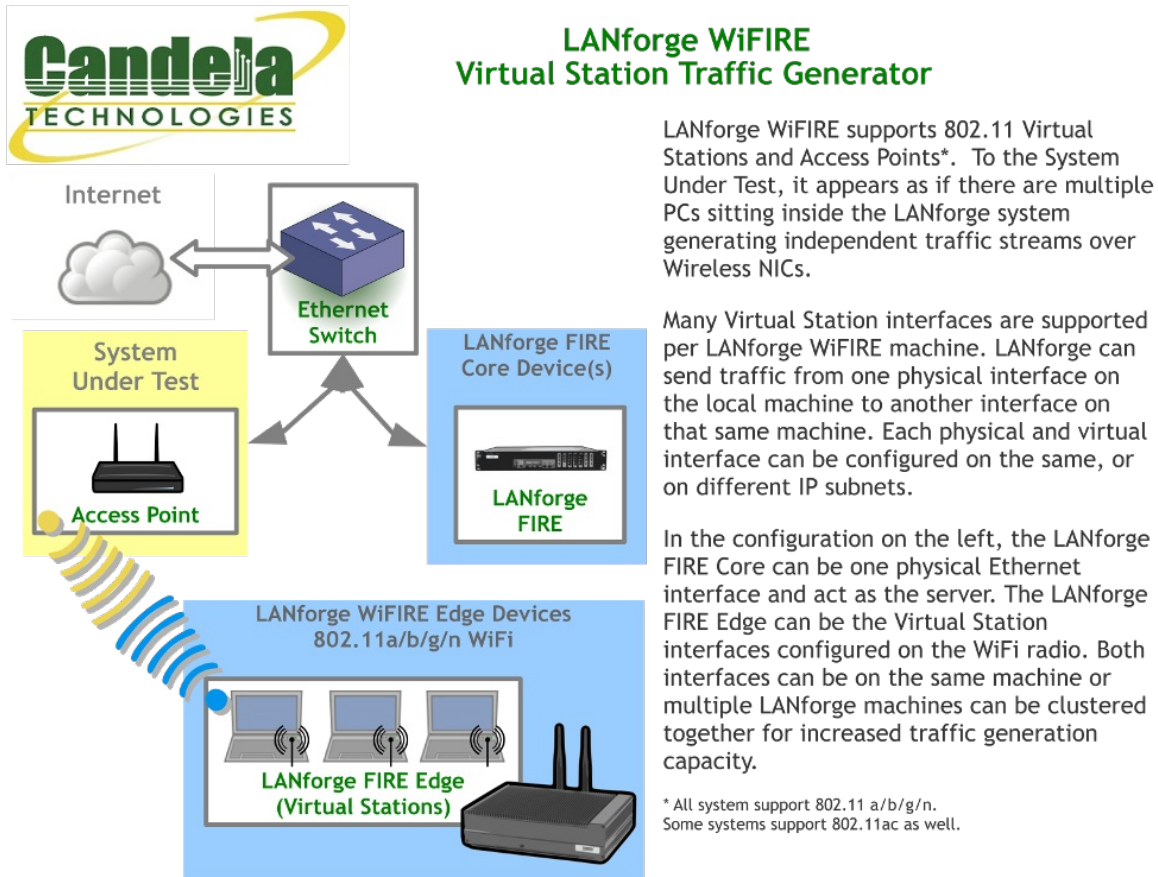 Candela
TECHNOLOGIES
LANforge WiFIRE
Virtual Station Traffic Generator
Internet
Ethernet
Switch
System
Under Test
Access Point
LANforge FIRE
Core Device(s)
LANforge
FIRE
LANforge WiFIRE Edge Devices
802.11a/b/g/n WiFi
LANforge FIRE Edge
(Virtual Stations)
LANforge WiFIRE supports 802.11 Virtual
Stations and Access Points*.  To the System
Under Test, it appears as if there are multiple
PCs sitting inside the LANforge system
generating independent traffic streams over
Wireless NICs.
Many Virtual Station interfaces are supported
per LANforge WiFIRE machine. LANforge can
send traffic from one physical interface on
the local machine to another interface on
that same machine. Each physical and virtual
interface can be configured on the same, or
on different IP subnets.
In the configuration on the left, the LANforge
FIRE Core can be one physical Ethernet
interface and act as the server. The LANforge
FIRE Edge can be the Virtual Station
interfaces configured on the WiFi radio. Both
interfaces can be on the same machine or
multiple LANforge machines can be clustered
together for increased traffic generation
capacity.
* All system support 802.11 a/b/g/n.
Some systems support 802.11ac as well.